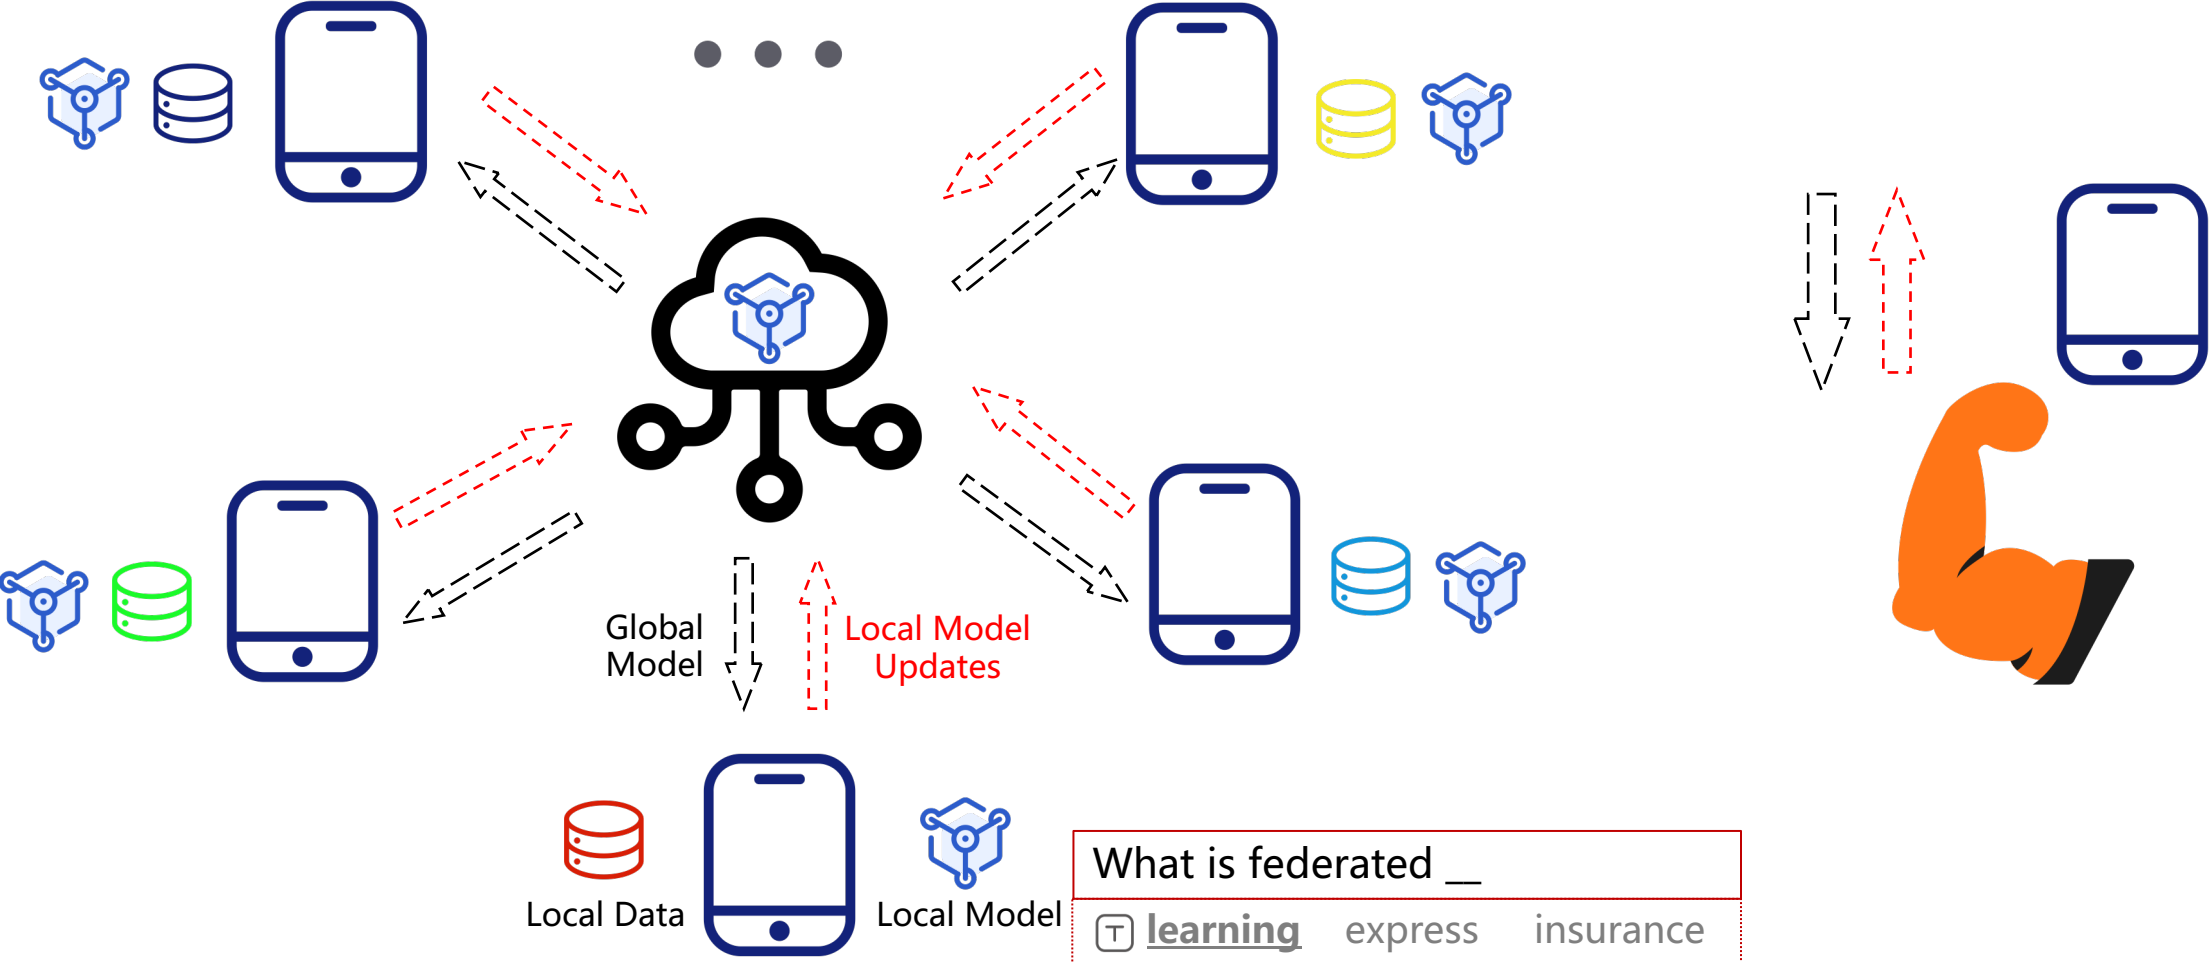 Global
Model
Local Model
Updates
Local Data
Local Model
What is federated __
T learning express insurance